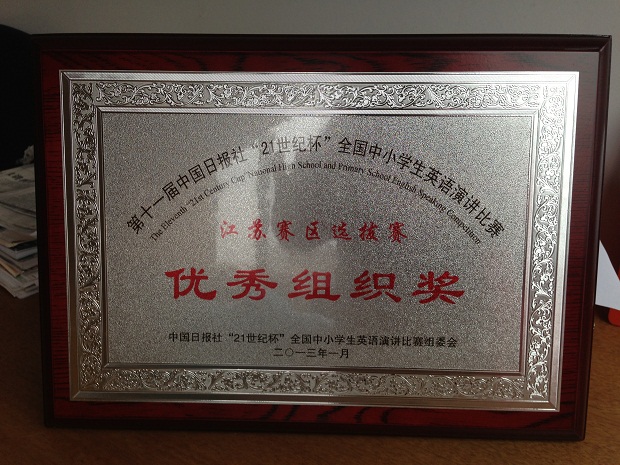 第十一届中国日报社“21世纪杯”全国中小学生英语演讲比赛
The Eleventh "21st Century Cup" National High School and Primary School English Speaking Competition
江苏赛区选拔赛
优秀组织奖
中国日报社“21世纪杯”全国中小学生英语演讲比赛组委会
二〇一三年一月